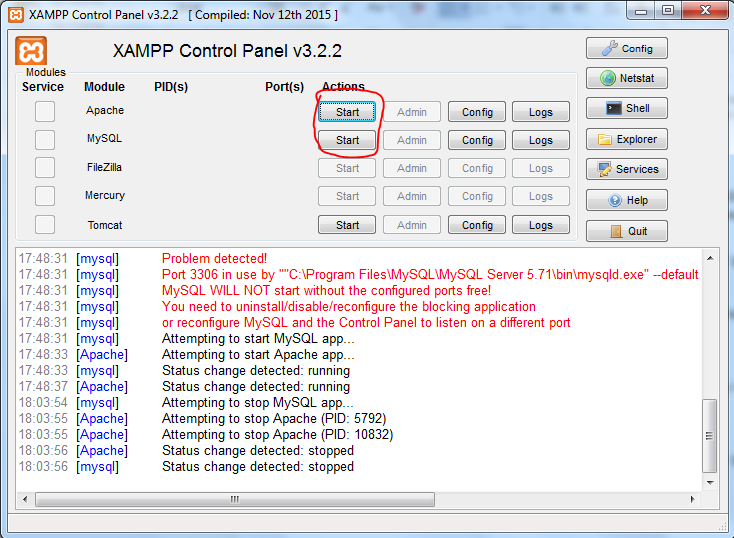 XAMPP Control Panel v3.2.2 [ Compiled: Nov 12th 2015 ]
XAMPP Control Panel v3.2.2
Config
Modules
Service Module PID(s) Port(s) Actions
Netstat
Apache Start Admin Config Logs
Shell
MySQL Start Admin Config Logs
Explorer
FileZilla Start Admin Config Logs
Services
Mercury Start Admin Config Logs
Help
Tomcat Start Admin Config Logs
Quit
17:48:31 [mysql] Problem detected!
17:48:31 [mysql] Port 3306 in use by ""C:\Program Files\MySQL\MySQL Server 5.71\bin\mysqld.exe" --default
17:48:31 [mysql] MySQL WILL NOT start without the configured ports free!
17:48:31 [mysql] You need to uninstall/disable/reconfigure the blocking application
17:48:31 [mysql] or reconfigure MySQL and the Control Panel to listen on a different port
17:48:31 [mysql] Attempting to start MySQL app...
17:48:33 [Apache] Attempting to start Apache app...
17:48:33 [mysql] Status change detected: running
17:48:37 [Apache] Status change detected: running
18:03:54 [mysql] Attempting to stop MySQL app...
18:03:55 [Apache] Attempting to stop Apache (PID: 5792)
18:03:55 [Apache] Attempting to stop Apache (PID: 10832)
18:03:56 [Apache] Status change detected: stopped
18:03:56 [mysql] Status change detected: stopped